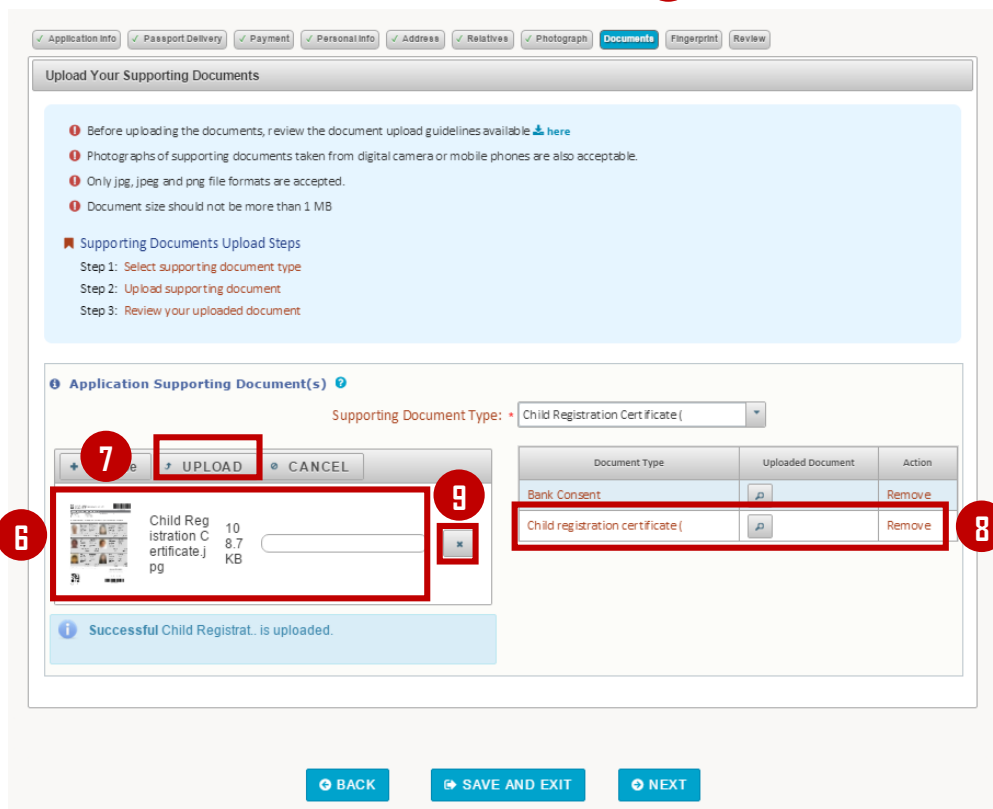 ✓ Application Info ✓ Passport Delivery ✓ Payment ✓ Personal Info ✓ Address ✓ Relatives ✓ Photograph Documents Fingerprint Review
Upload Your Supporting Documents
Before uploading the documents, review the document upload guidelines available here
Photographs of supporting documents taken from digital camera or mobile phones are also acceptable.
Only jpg, jpeg and png file formats are accepted.
Document size should not be more than 1 MB
Supporting Documents Upload Steps
Step 1: Select supporting document type
Step 2: Upload supporting document
Step 3: Review your uploaded document
Application Supporting Document(s)
Supporting Document Type: * Child Registration Certificate (
7
UPLOAD CANCEL
Document Type Uploaded Document Action
Bank Consent Remove
Child registration certificate ( Remove
8
9
6
Child Reg
istration C
ertificate.j
pg
10
8.7
KB
Successful Child Registrat.. is uploaded.
BACK SAVE AND EXIT NEXT